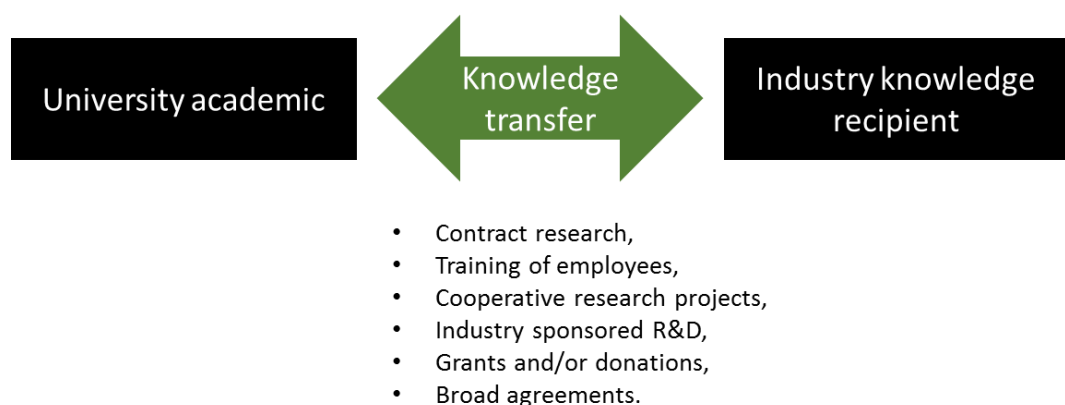 University academic
Knowledge
transfer
Industry knowledge
recipient
• Contract research,
• Training of employees,
• Cooperative research projects,
• Industry sponsored R&D,
• Grants and/or donations,
• Broad agreements.